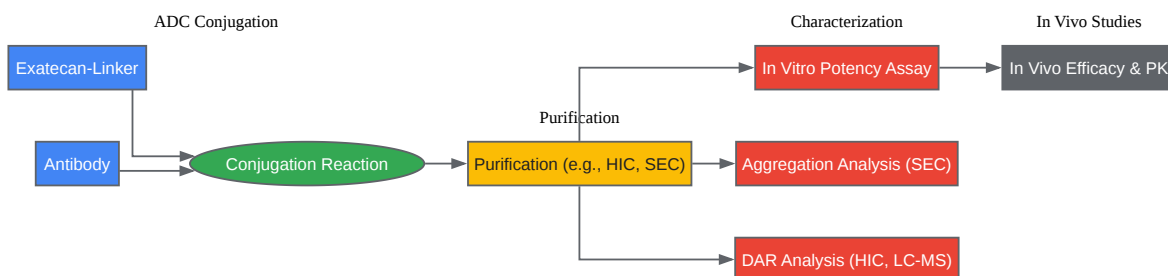 ADC Conjugation
Characterization
In Vivo Studies
Exatecan-Linker
In Vitro Potency Assay
In Vivo Efficacy & PK
Purification
Antibody
Conjugation Reaction
Purification (e.g., HIC, SEC)
Aggregation Analysis (SEC)
DAR Analysis (HIC, LC-MS)